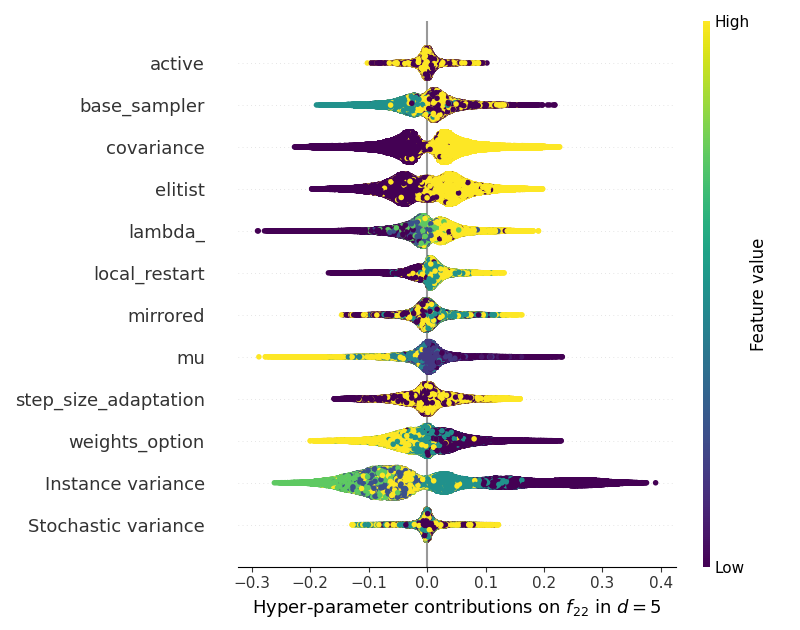 High
active
base_sampler
covariance
elitist
lambda_
local_restart
mirrored
mu
step_size_adaptation
weights_option
Instance variance
Stochastic variance
Feature value
Low
−0.3 −0.2 −0.1 0.0 0.1 0.2 0.3 0.4
Hyper-parameter contributions on $f_{22}$ in $d = 5$